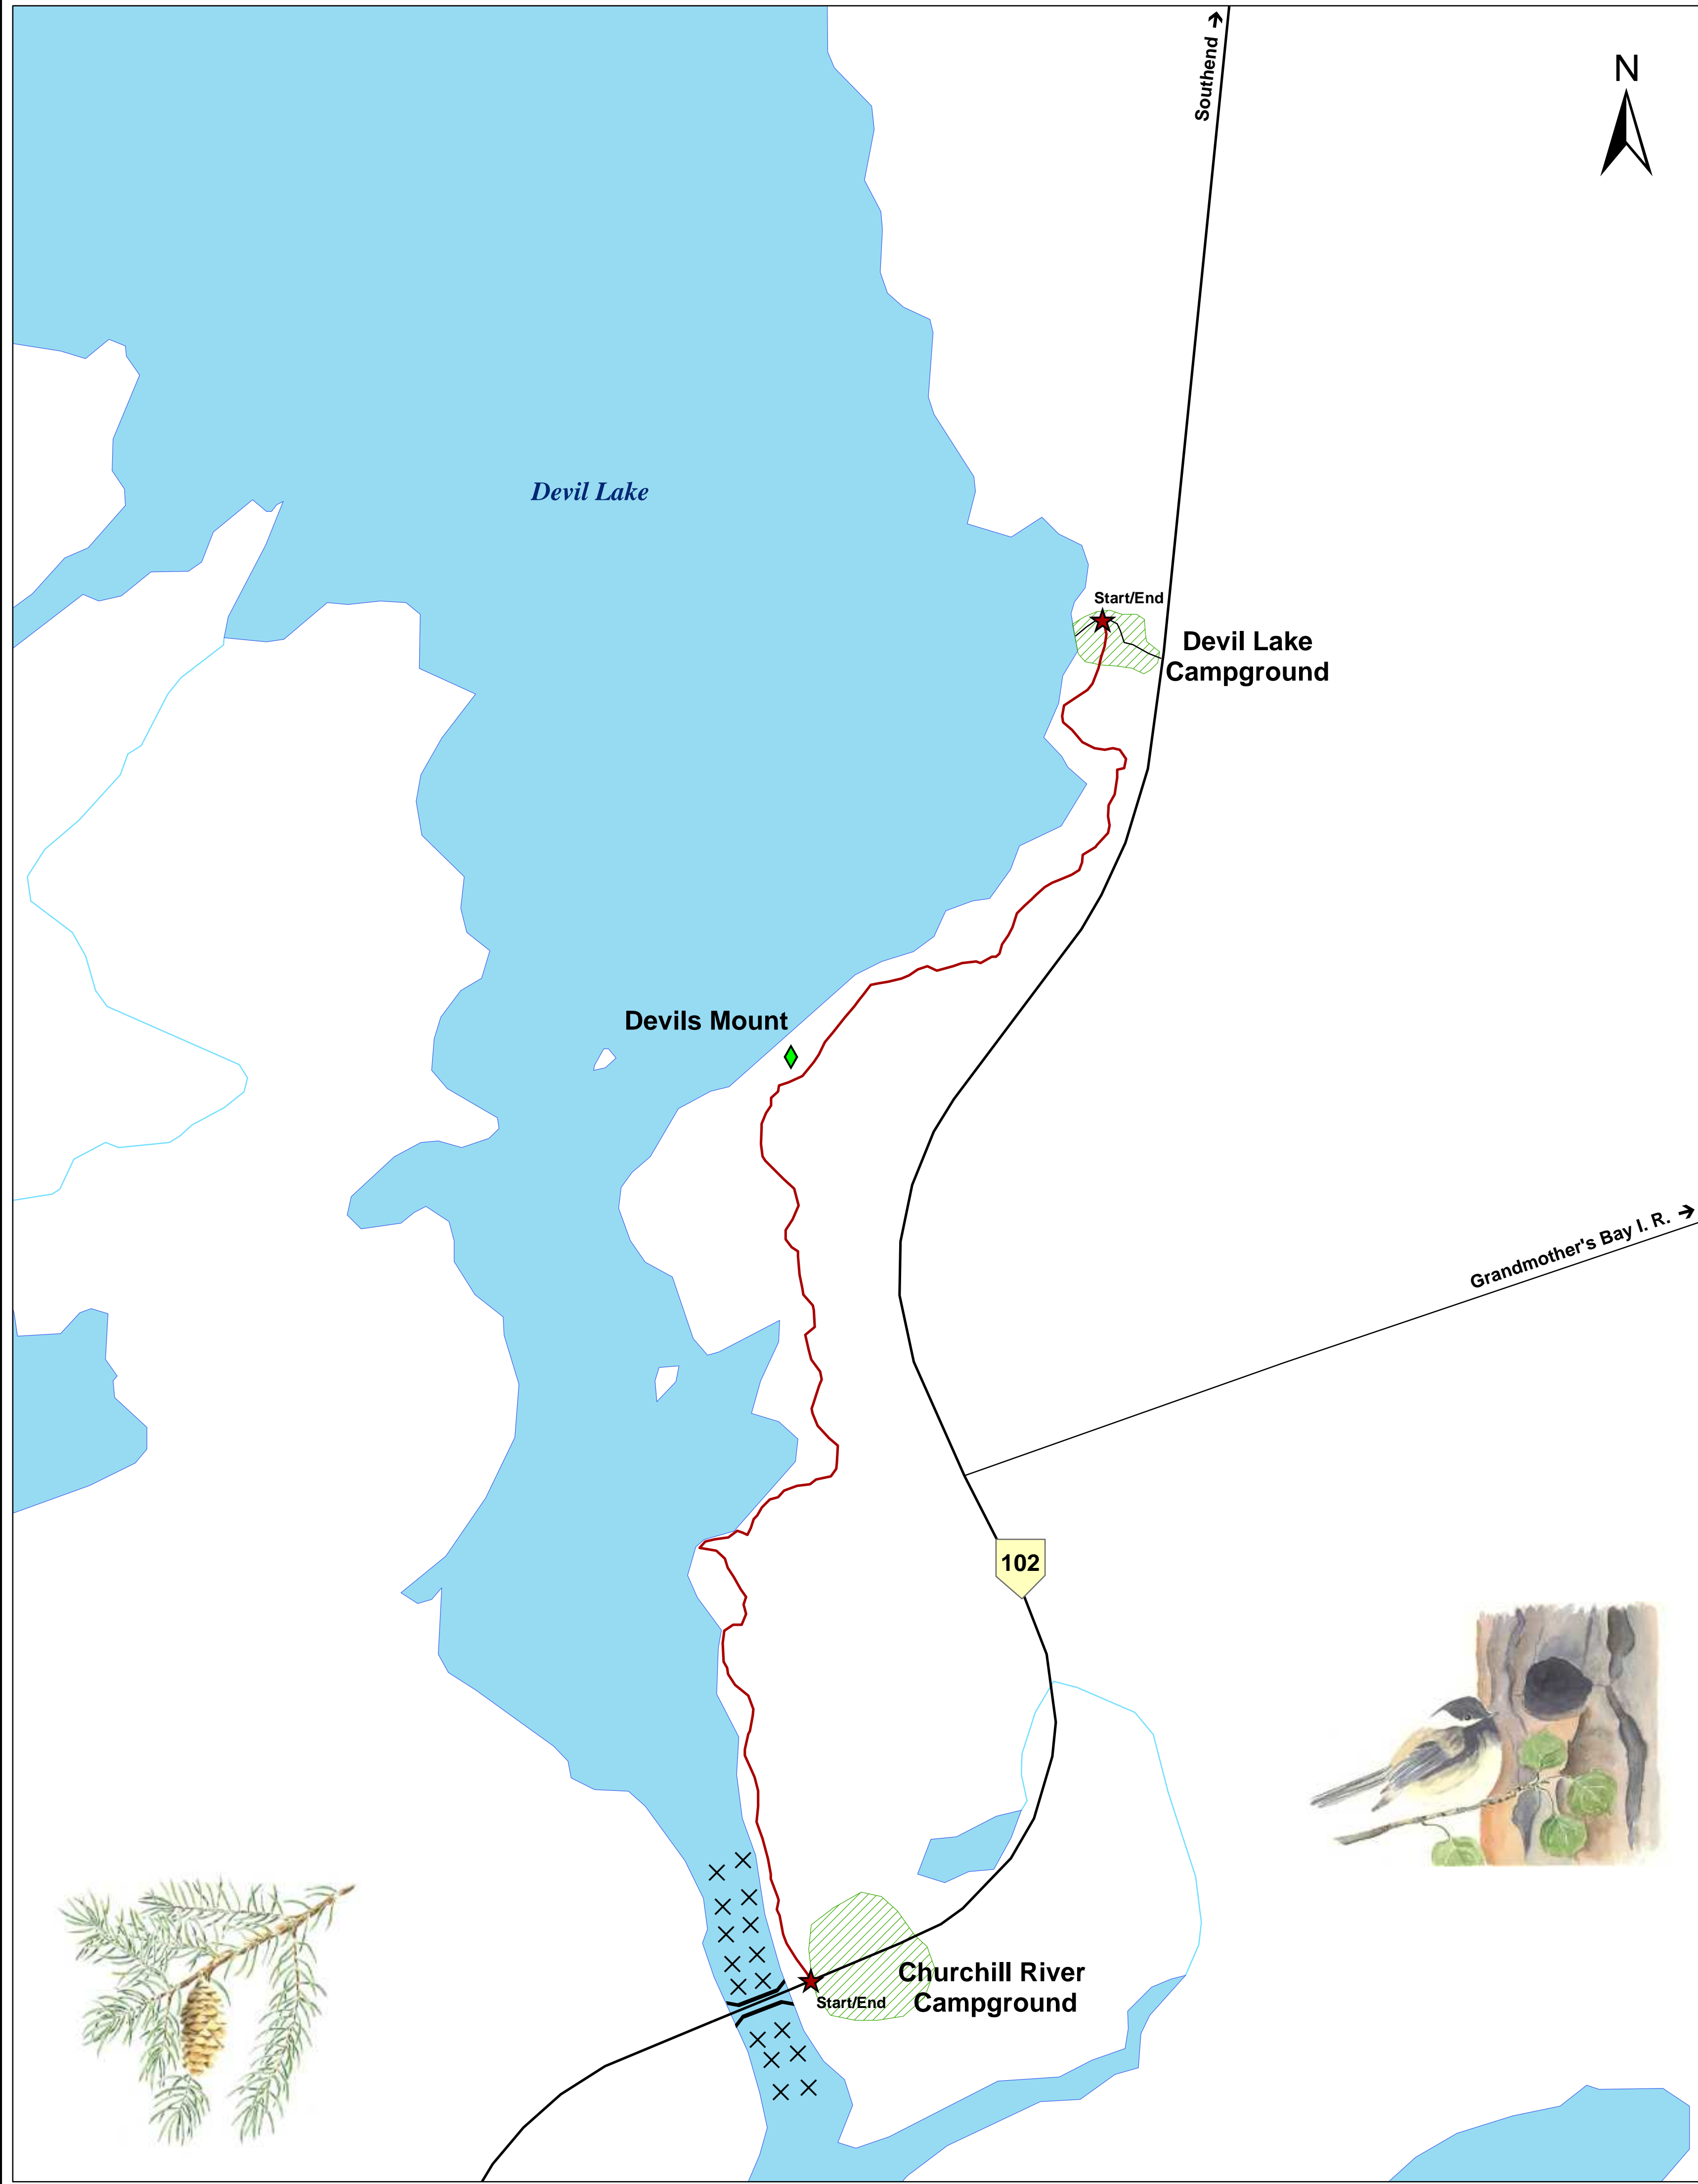 Southend
N
Devil Lake
Start/End
Devil Lake
Campground
Devils Mount
Grandmother's Bay I. R.
102
Churchill River
Campground
Start/End